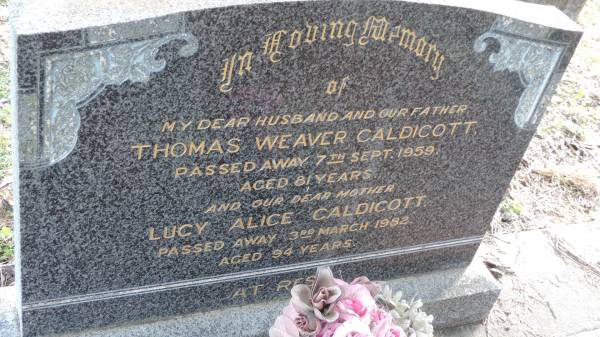 In Loving Memory
of
MY DEAR HUSBAND AND OUR FATHER
THOMAS WEAVER CALDICOTT.
PASSED AWAY 7TH SEPT. 1959.
AGED 81 YEARS
AND OUR DEAR MOTHER
LUCY ALICE CALDICOTT.
PASSED AWAY 3RD MARCH 1982.
AGED 94 YEARS.
AT